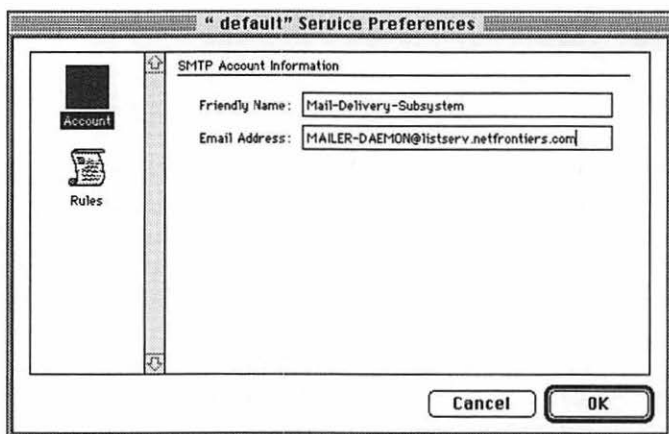 “ default” Service Preferences
Account
Rules
SMTP Account Information
Friendly Name: Mail-Delivery-Subsystem
Email Address: MAILER-DAEMON@listserv.netfrontiers.com
Cancel
OK